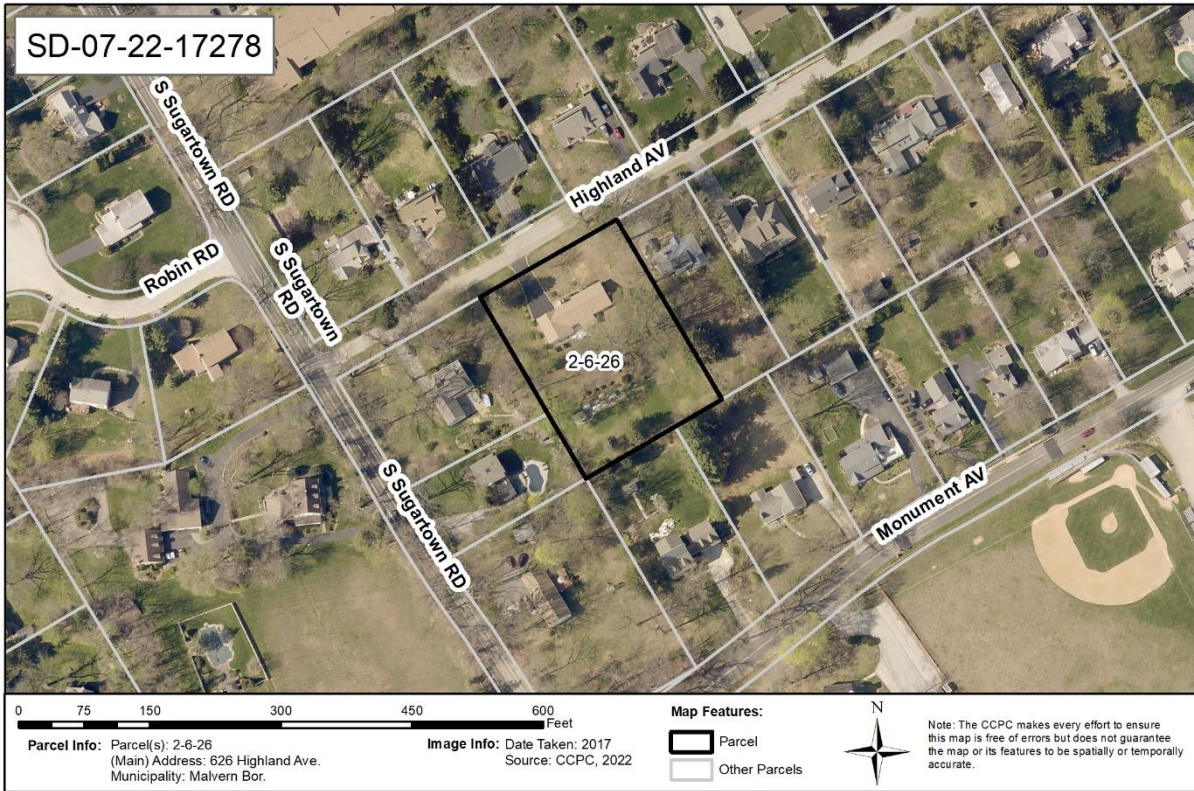 SD-07-22-17278
S Sugartown RD
Highland AV
Robin RD
S Sugartown
RD
2-6-26
S Sugartown RD
Monument AV
0 75 150 300 450 600
Feet
Parcel Info: Parcel(s): 2-6-26
(Main) Address: 626 Highland Ave.
Municipality: Malvern Bor.
Image Info: Date Taken: 2017
Source: CCPC, 2022
Map Features:
Parcel
Other Parcels
N
Note: The CCPC makes every effort to ensure
this map is free of errors but does not guarantee
the map or its features to be spatially or temporally
accurate.